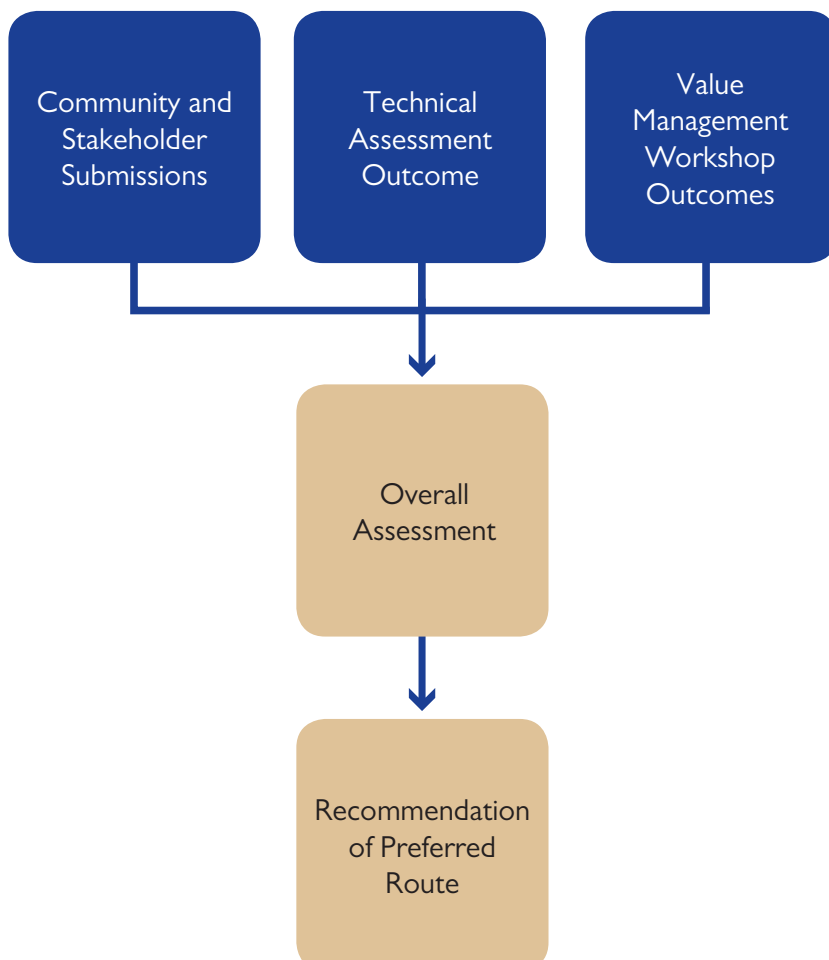 Community and
Stakeholder
Submissions
Technical
Assessment
Outcome
Value
Management
Workshop
Outcomes
Overall
Assessment
Recommendation
of Preferred
Route